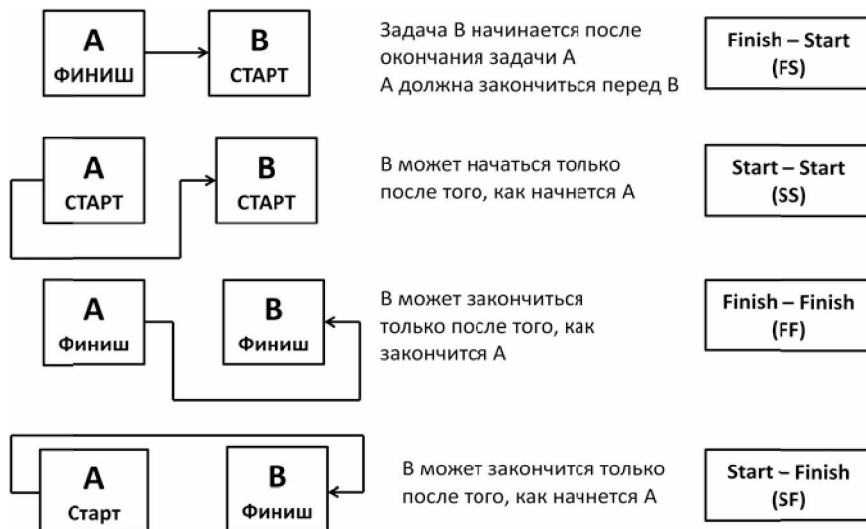 A
ФИНИШ
B
СТАРТ
Задача B начинается после
окончания задачи A
A должна закончиться перед B
Finish – Start
(FS)
A
СТАРТ
B
СТАРТ
B может начаться только
после того, как начнется A
Start – Start
(SS)
A
Финиш
B
Финиш
B может закончиться
только после того, как
закончится A
Finish – Finish
(FF)
A
Старт
B
Финиш
B может закончится только
после того, как начнется A
Start – Finish
(SF)